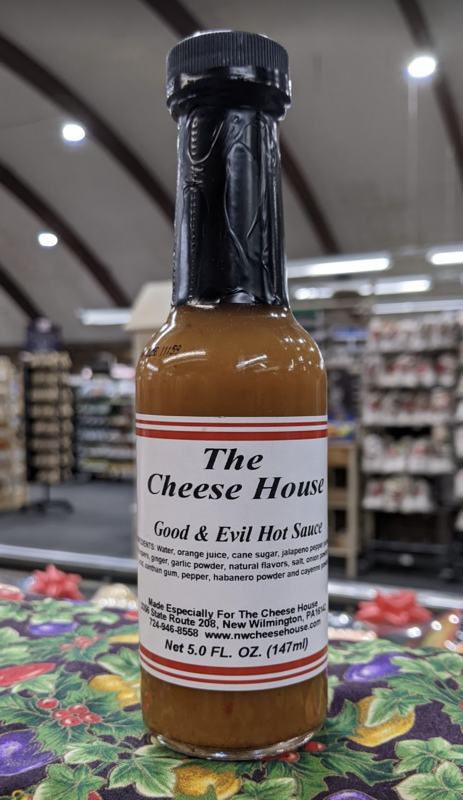 The
Cheese House
Good & Evil Hot Sauce
Water, orange juice, cane sugar, jalapeno pepper
ginger, garlic powder, natural flavors, salt, onion
xanthan gum, pepper, habanero powder and cayenne
Made Especially For The Cheese House
State Route 208, New Wilmington, PA
724-946-8558 www.nwcheesehouse.com
Net 5.0 FL. OZ. (147ml)